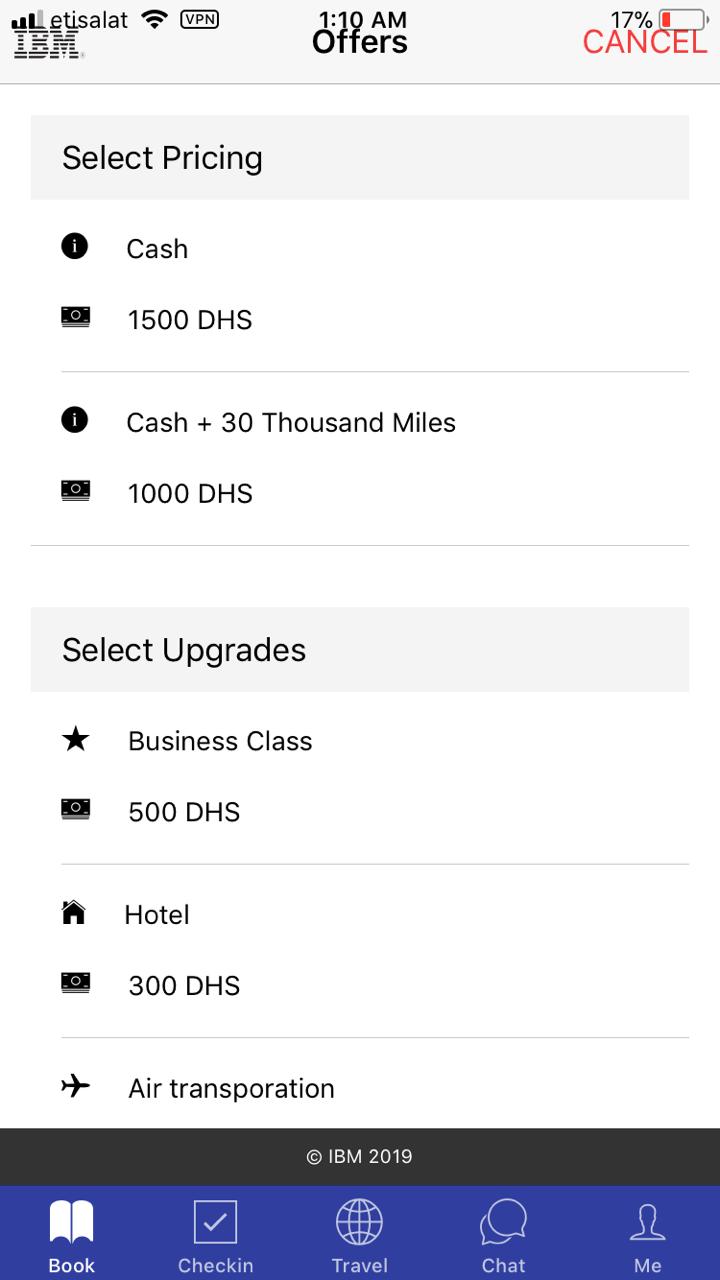 etisalat VPN 1:10 AM 17%
IBM Offers CANCEL
Select Pricing
Cash
1500 DHS
Cash + 30 Thousand Miles
1000 DHS
Select Upgrades
Business Class
500 DHS
Hotel
300 DHS
Air transporation
© IBM 2019
Book Checkin Travel Chat Me